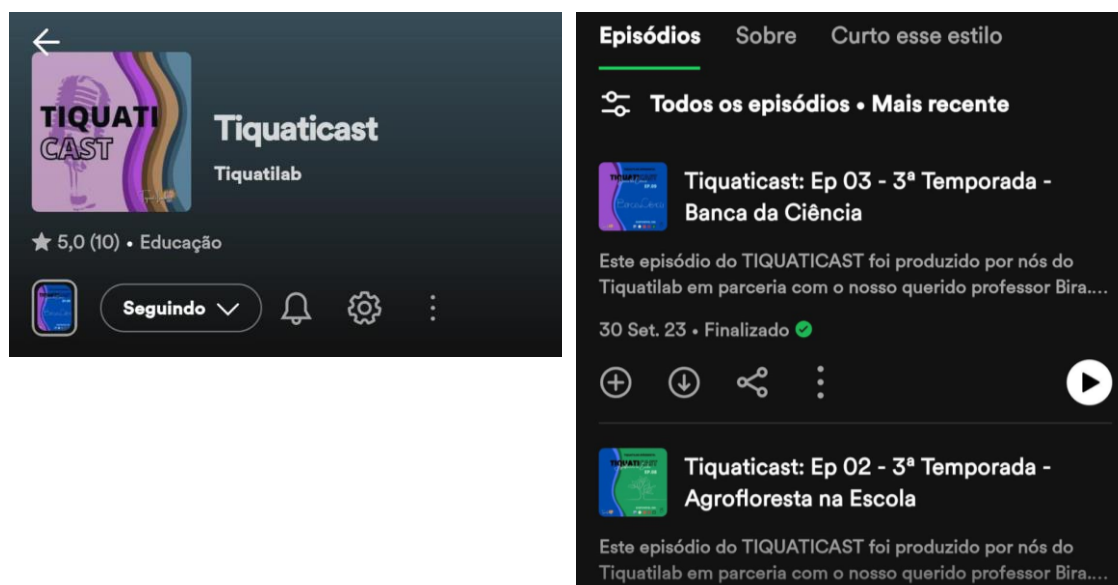 TIQUATI
CAST
Tiquaticast
Tiquatilab
5,0 (10) • Educação
Seguindo
Episódios Sobre Curto esse estilo
Todos os episódios • Mais recente
Tiquaticast: Ep 03 - 3ª Temporada -
Banca da Ciência
Este episódio do TIQUATICAST foi produzido por nós do
Tiquatilab em parceria com o nosso querido professor Bira....
30 Set. 23 • Finalizado
Tiquaticast: Ep 02 - 3ª Temporada -
Agrofloresta na Escola
Este episódio do TIQUATICAST foi produzido por nós do
Tiquatilab em parceria com o nosso querido professor Bira....